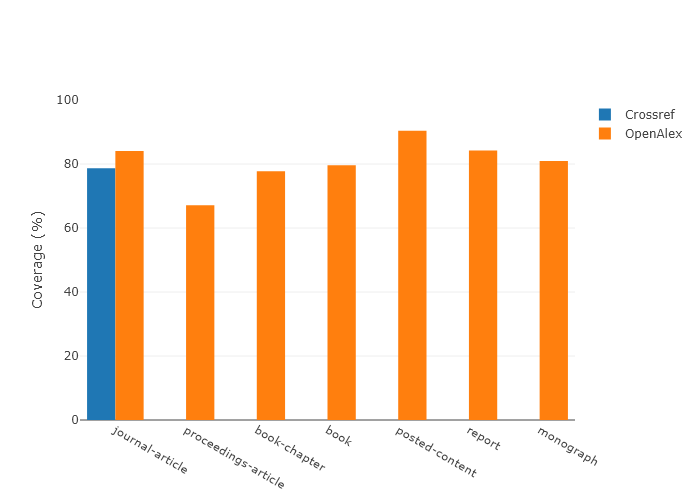 100
80
60
40
20
0
Coverage (%)
journal-article
proceedings-article
book-chapter
book
posted-content
report
monograph
Crossref
OpenAlex